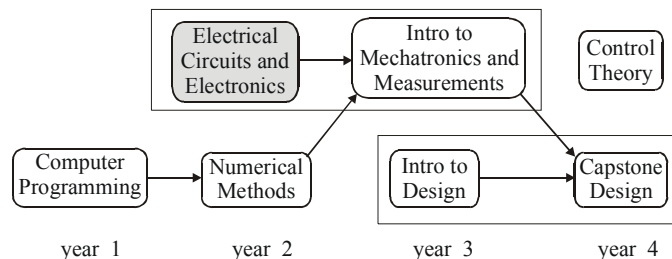 Electrical
Circuits and
Electronics
Intro to
Mechatronics and
Measurements
Control
Theory
Computer
Programming
Numerical
Methods
Intro to
Design
Capstone
Design
year 1
year 2
year 3
year 4